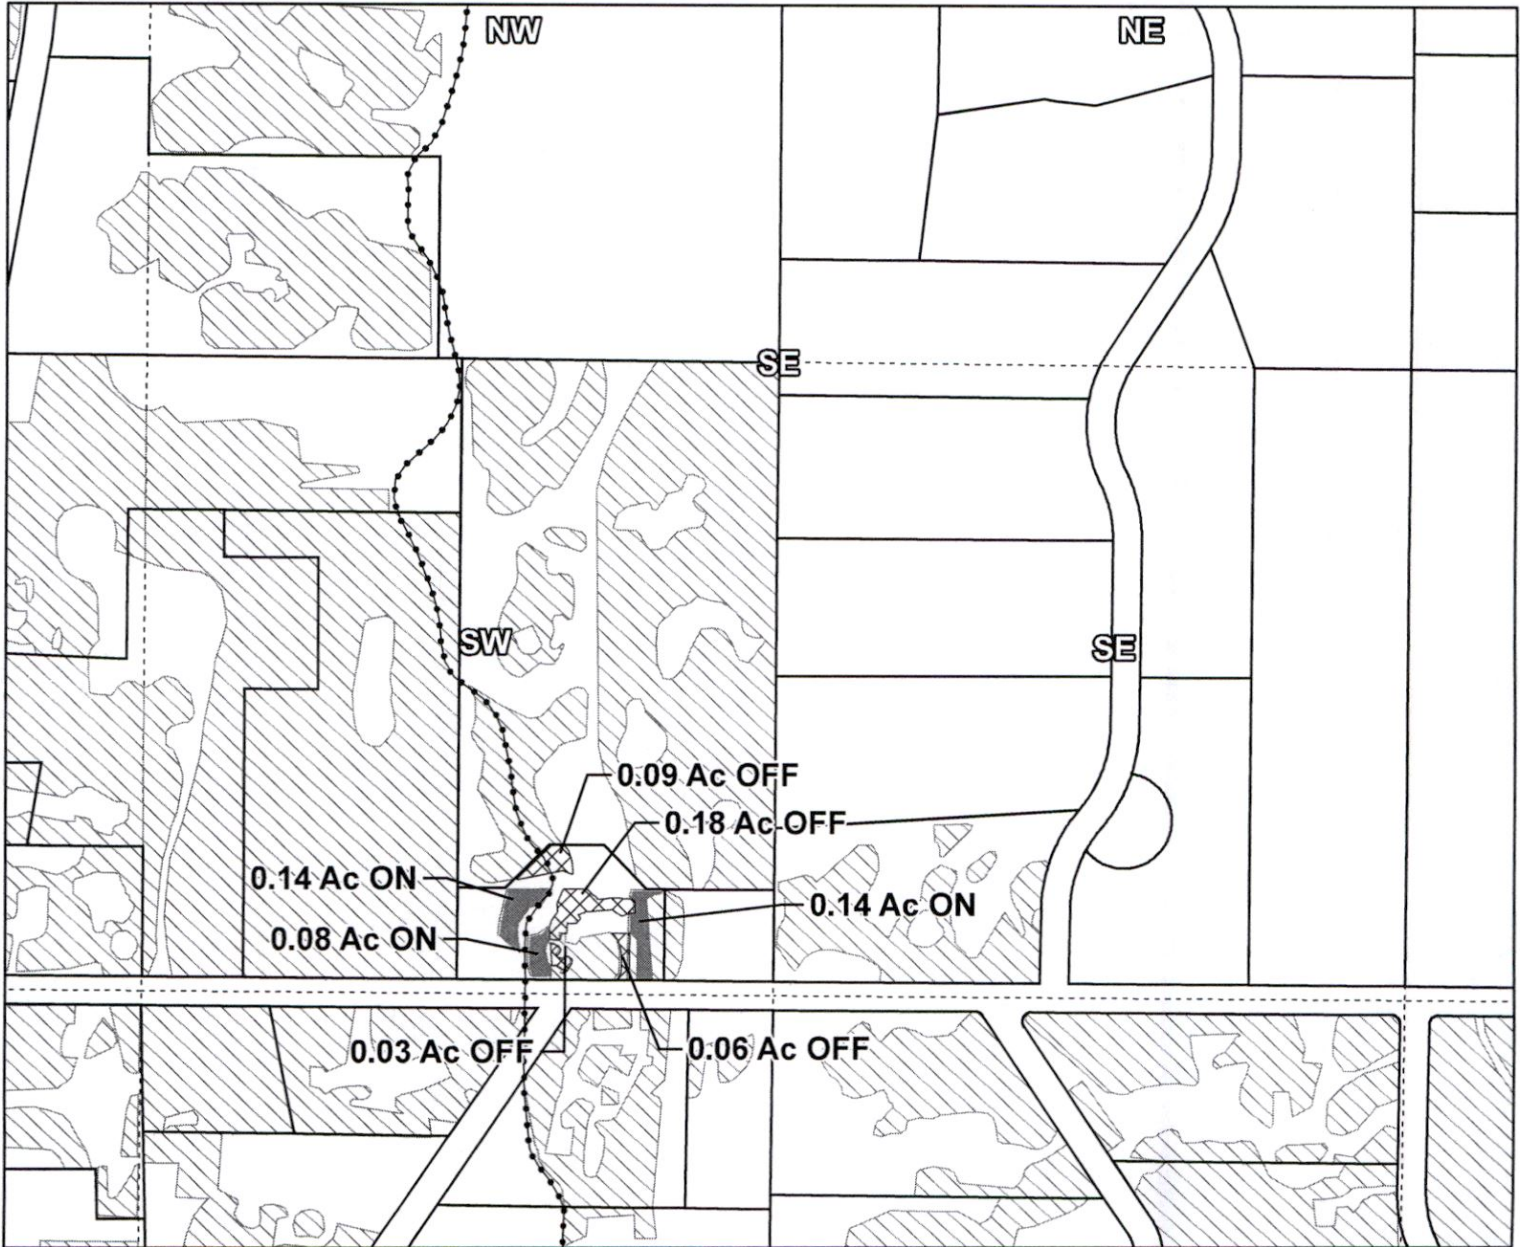 NW
NE
SE
SW
SE
0.09 Ac OFF
0.18 Ac OFF
0.14 Ac ON
0.14 Ac ON
0.08 Ac ON
0.03 Ac OFF
0.06 Ac OFF